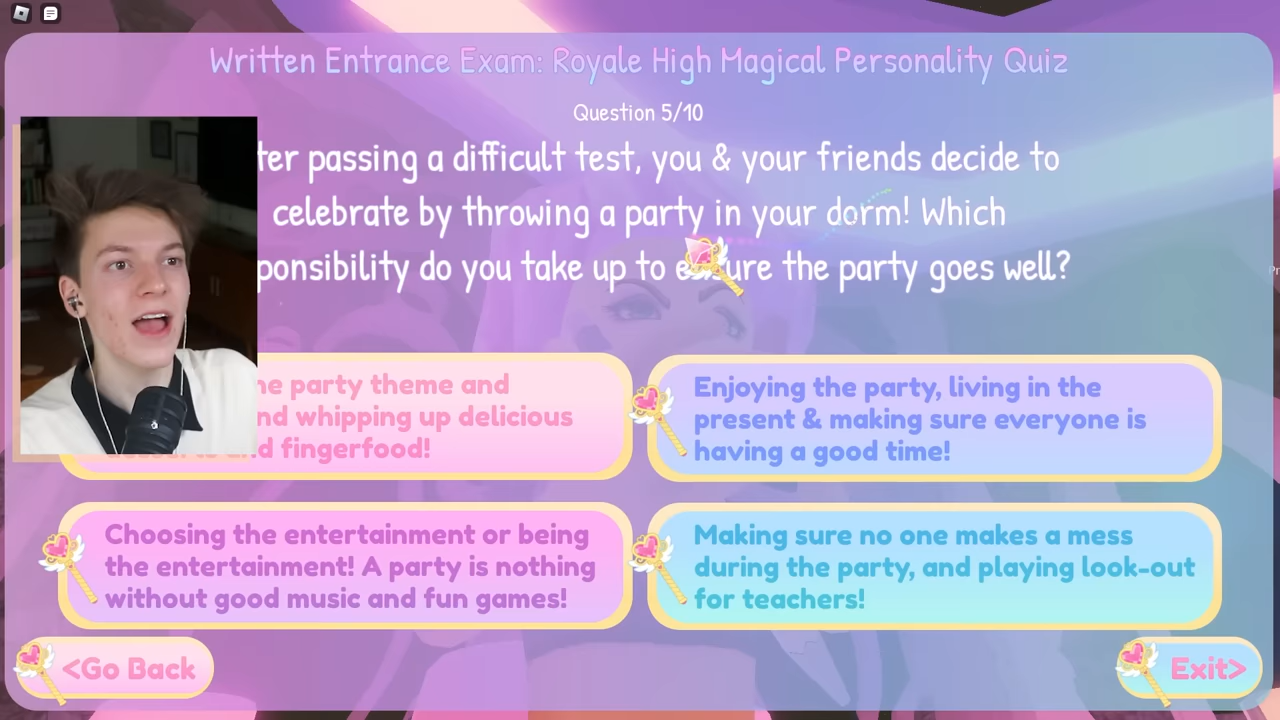 Written Entrance Exam: Royale High Magical Personality Quiz
Question 5/10
ter passing a difficult test, you & your friends decide to
celebrate by throwing a party in your dorm! Which
ponsibility do you take up to ensure the party goes well?
he party theme and
nd whipping up delicious
and fingerfood!
Enjoying the party, living in the
present & making sure everyone is
having a good time!
Choosing the entertainment or being
the entertainment! A party is nothing
without good music and fun games!
Making sure no one makes a mess
during the party, and playing look-out
for teachers!
<Go Back
Exit>